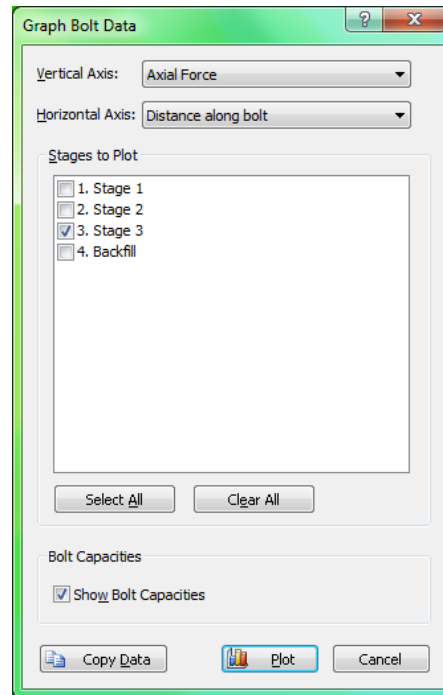 Graph Bolt Data
Vertical Axis: Axial Force
Horizontal Axis: Distance along bolt
Stages to Plot
1. Stage 1
2. Stage 2
3. Stage 3
4. Backfill
Select All Clear All
Bolt Capacities
Show Bolt Capacities
Copy Data Plot Cancel